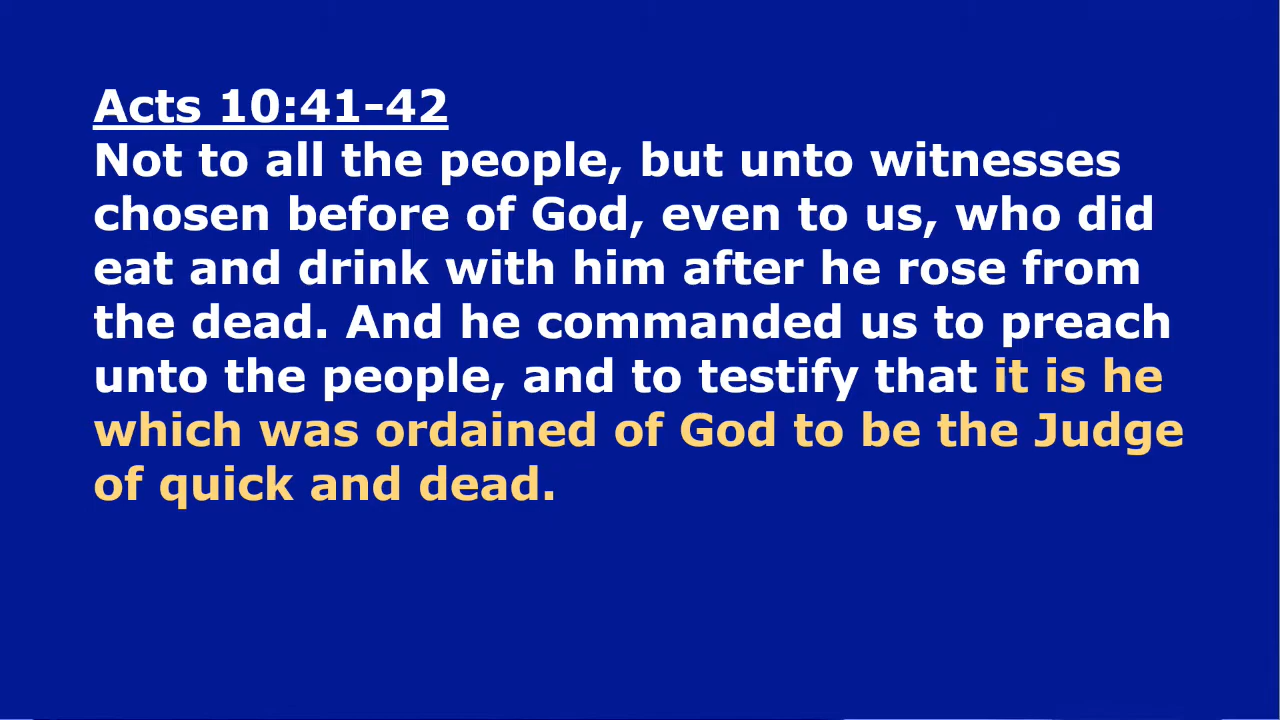 Acts 10:41-42
Not to all the people, but unto witnesses
chosen before of God, even to us, who did
eat and drink with him after he rose from
the dead. And he commanded us to preach
unto the people, and to testify that it is he
which was ordained of God to be the Judge
of quick and dead.